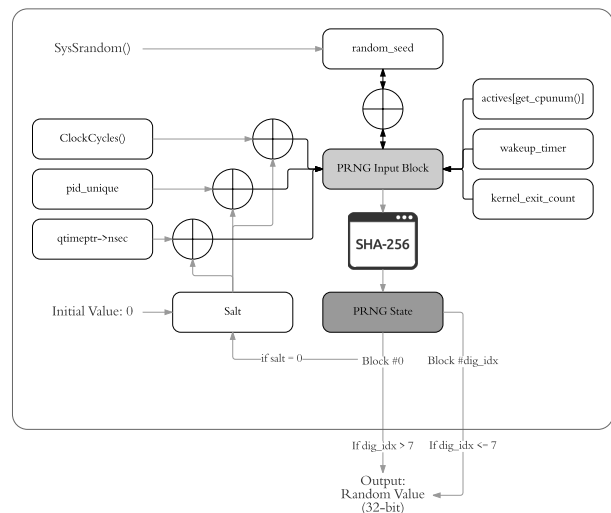 SysSrandom()
random_seed
actives[get_cpunum()]
ClockCycles()
wakeup_timer
PRNG Input Block
pid_unique
kernel_exit_count
qtimeptr->nsec
SHA-256
Initial Value: 0
Salt
PRNG State
if salt = 0
Block #0
Block #dig_idx
If dig_idx > 7
If dig_idx <= 7
Output:
Random Value
(32-bit)